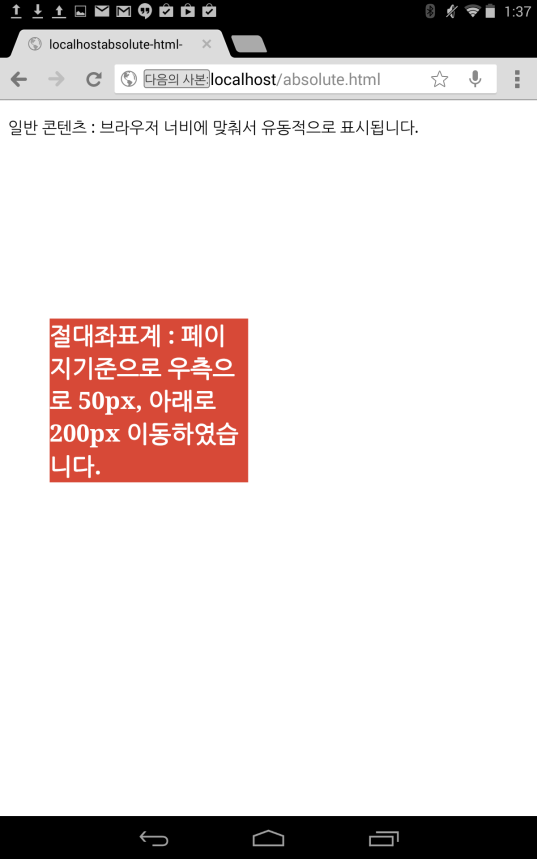 1:37
localhostabsolute-html-
다음의 사본:localhost/absolute.html
일반 콘텐츠 : 브라우저 너비에 맞춰서 유동적으로 표시됩니다.
절대좌표계 : 페이
지기준으로 우측으
로 50px, 아래로
200px 이동하였습
니다.